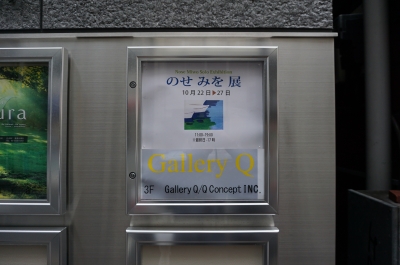 のせ みを 展
10月22日▶27日
Gallery Q
3F Gallery Q/Q Concept INC.
ura